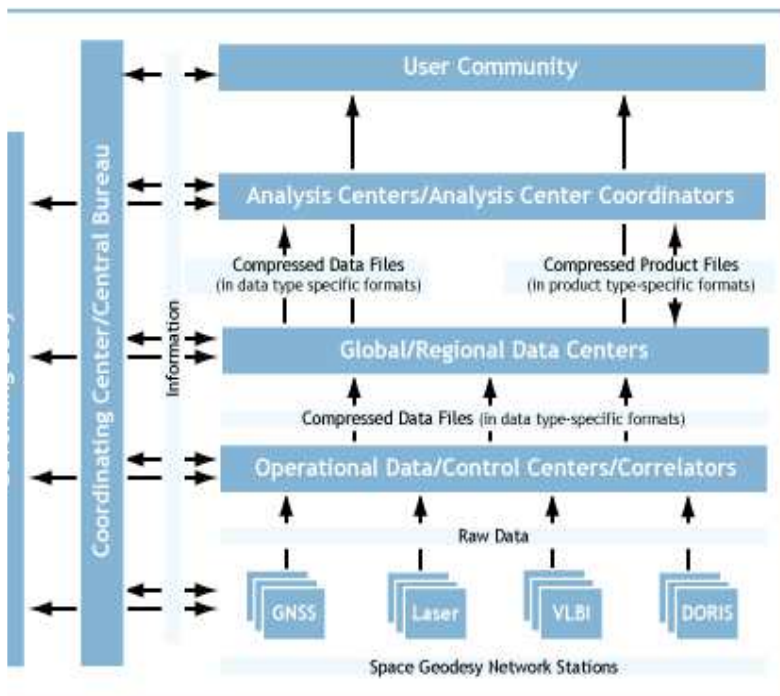 User Community
Analysis Centers/Analysis Center Coordinators
Compressed Data Files
(in data type specific formats)
Compressed Product Files
(in product type-specific formats)
Global/Regional Data Centers
Compressed Data Files (in data type-specific formats)
Operational Data/Control Centers/Correlators
Raw Data
GNSS
Laser
VLBI
DORIS
Space Geodesy Network Stations
Information
Coordinating Center/Central Bureau